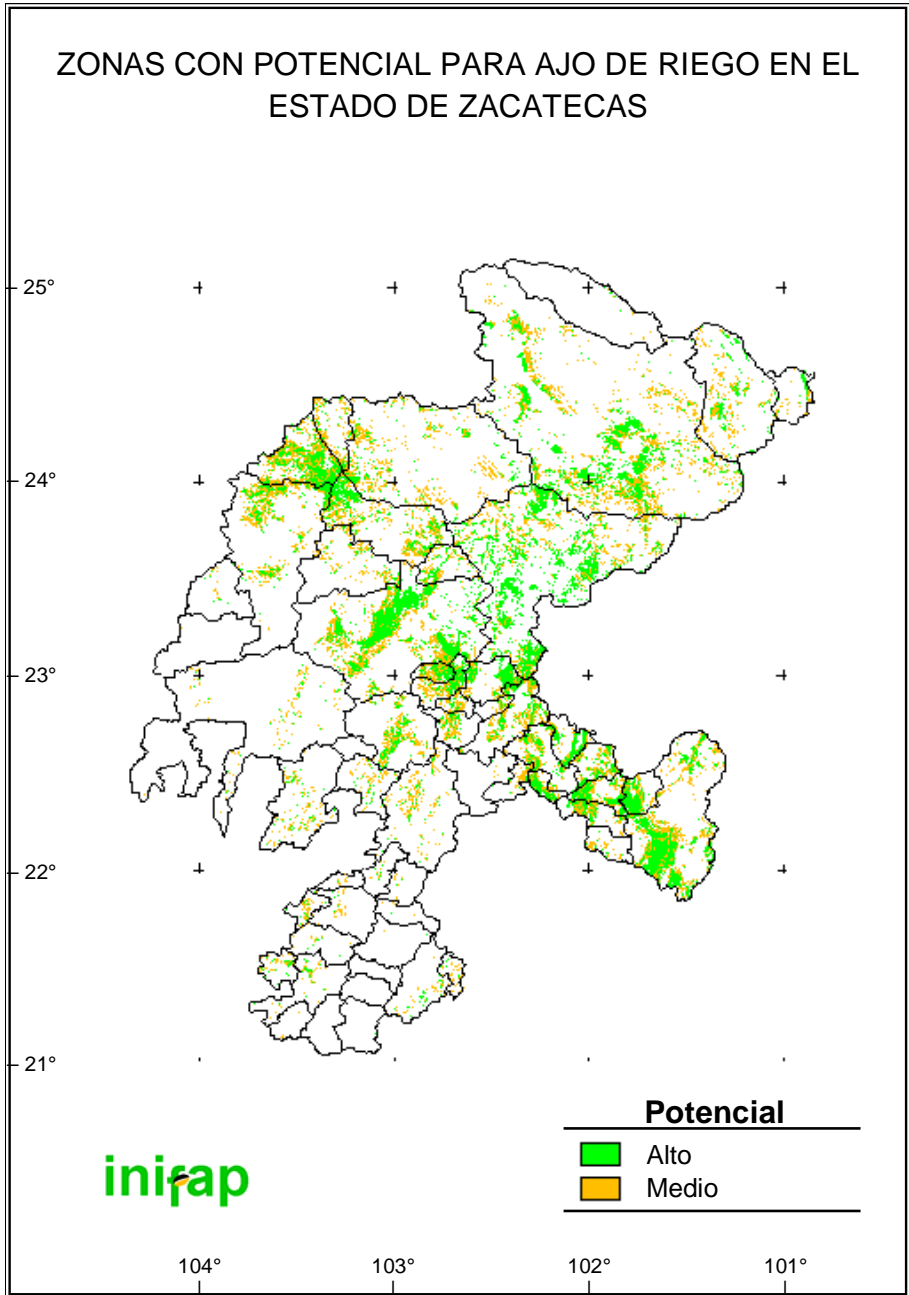 ZONAS CON POTENCIAL PARA AJO DE RIEGO EN EL
ESTADO DE ZACATECAS
25°
24°
23°
22°
21°
Potencial
Alto
Medio
inifap
104°
103°
102°
101°